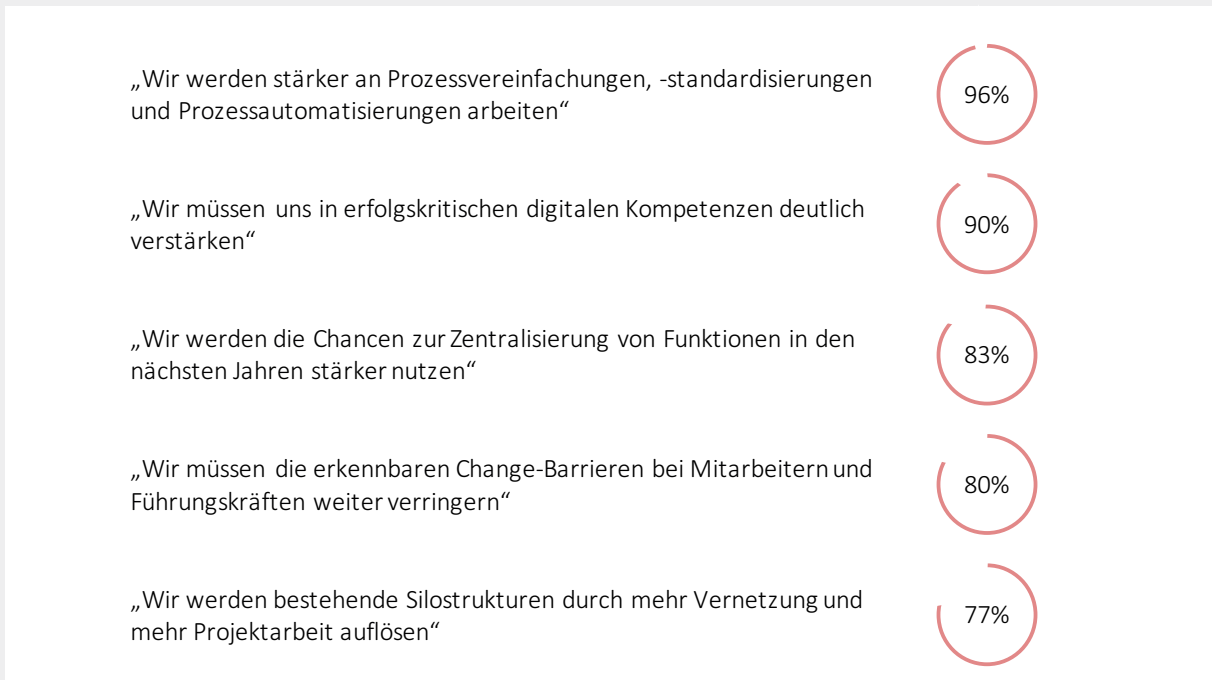 „Wir werden stärker an Prozessvereinfachungen, -standardisierungen
und Prozessautomatisierungen arbeiten“
96%
„Wir müssen uns in erfolgskritischen digitalen Kompetenzen deutlich
verstärken“
90%
„Wir werden die Chancen zur Zentralisierung von Funktionen in den
nächsten Jahren stärker nutzen“
83%
„Wir müssen die erkennbaren Change-Barrieren bei Mitarbeitern und
Führungskräften weiter verringern“
80%
„Wir werden bestehende Silostrukturen durch mehr Vernetzung und
mehr Projektarbeit auflösen“
77%